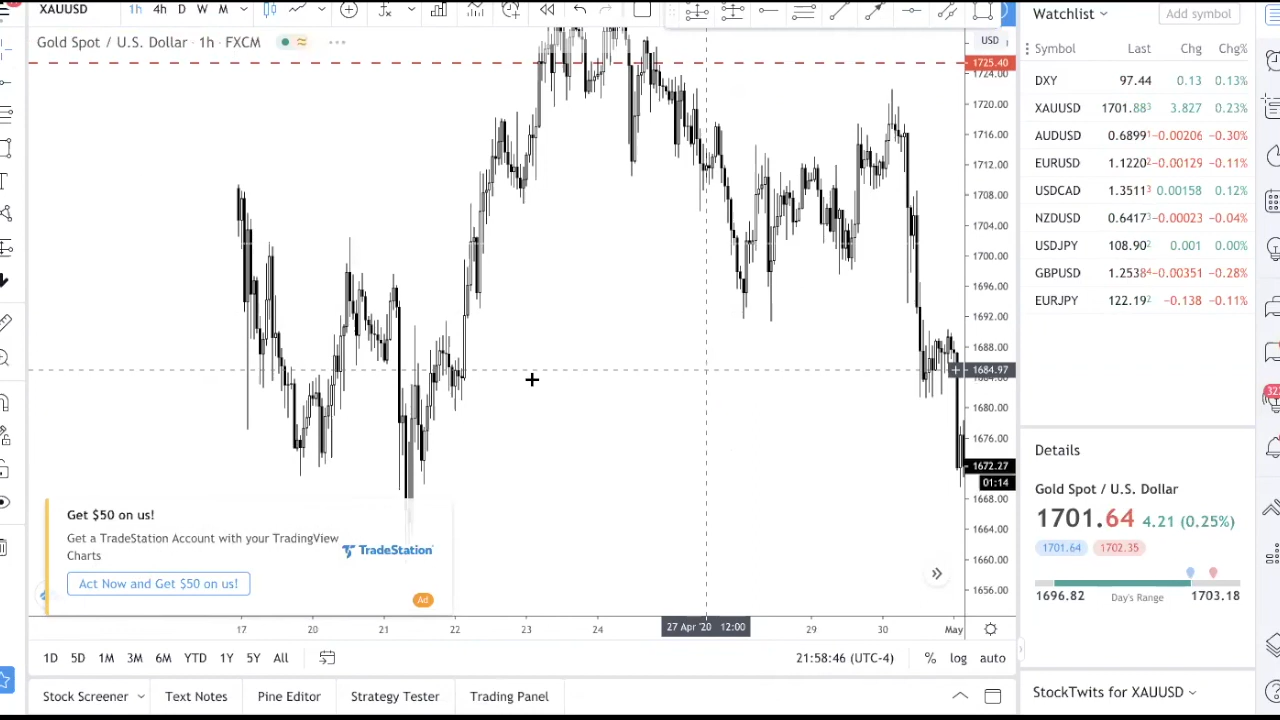 XAUUSD 1h 4h D W M
Gold Spot / U.S. Dollar · 1h · FXCM
USD
1725.40
1724.00
1720.00
1716.00
1712.00
1708.00
1704.00
1700.00
1696.00
1692.00
1688.00
1684.97
1680.00
1676.00
1672.27
01:14
1668.00
1664.00
1660.00
1656.00
Get $50 on us!
Get a TradeStation Account with your TradingView
Charts
TradeStation
Act Now and Get $50 on us!
Ad
17 20 21 22 23 24 27 Apr '20 12:00 29 30 May
1D 5D 1M 3M 6M YTD 1Y 5Y All 21:58:46 (UTC-4) % log auto
Stock Screener Text Notes Pine Editor Strategy Tester Trading Panel
Watchlist Add symbol
Symbol Last Chg Chg%
DXY 97.44 0.13 0.13%
XAUUSD 1701.883 3.827 0.23%
AUDUSD 0.68991 −0.00206 −0.30%
EURUSD 1.12202 −0.00129 −0.11%
USDCAD 1.35113 0.00158 0.12%
NZDUSD 0.64173 −0.00023 −0.04%
USDJPY 108.902 0.001 0.00%
GBPUSD 1.25384 −0.00351 −0.28%
EURJPY 122.192 −0.138 −0.11%
Details
Gold Spot / U.S. Dollar
1701.64 4.21 (0.25%)
1701.64 1702.35
1696.82 Day's Range 1703.18
StockTwits for XAUUSD